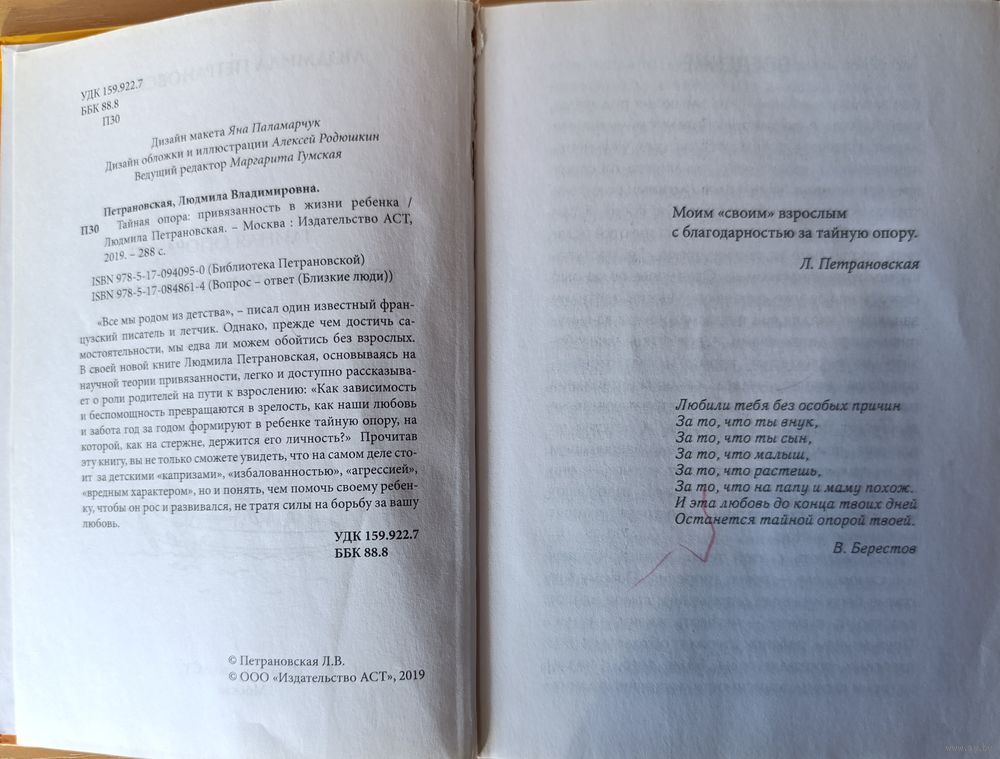 УДК 159.922.7
ББК 88.8
П30
Дизайн макета Яна Паламарчук
Дизайн обложки и иллюстрации Алексей Родюшкин
Ведущий редактор Маргарита Гумская
Петрановская, Людмила Владимировна.
П30 Тайная опора: привязанность в жизни ребенка /
Людмила Петрановская. – Москва : Издательство АСТ,
2019. – 288 с.
ISBN 978-5-17-094095-0 (Библиотека Петрановской)
ISBN 978-5-17-084861-4 (Вопрос – ответ (Близкие люди))
«Все мы родом из детства», – писал один известный фран-
цузский писатель и летчик. Однако, прежде чем достичь са-
мостоятельности, мы едва ли можем обойтись без взрослых.
В своей новой книге Людмила Петрановская, основываясь на
научной теории привязанности, легко и доступно рассказыва-
ет о роли родителей на пути к взрослению: «Как зависимость
и беспомощность превращаются в зрелость, как наши любовь
и забота год за годом формируют в ребенке тайную опору, на
которой, как на стержне, держится его личность?» Прочитав
эту книгу, вы не только сможете увидеть, что на самом деле сто-
ит за детскими «капризами», «избалованностью», «агрессией»,
«вредным характером», но и понять, чем помочь своему ребен-
ку, чтобы он рос и развивался, не тратя силы на борьбу за вашу
любовь.
УДК 159.922.7
ББК 88.8
© Петрановская Л.В.
© ООО «Издательство АСТ», 2019
Моим «своим» взрослым
с благодарностью за тайную опору.
Л. Петрановская
Любили тебя без особых причин
За то, что ты внук,
За то, что ты сын,
За то, что малыш,
За то, что растешь,
За то, что на папу и маму похож.
И эта любовь до конца твоих дней
Останется тайной опорой твоей.
В. Берестов